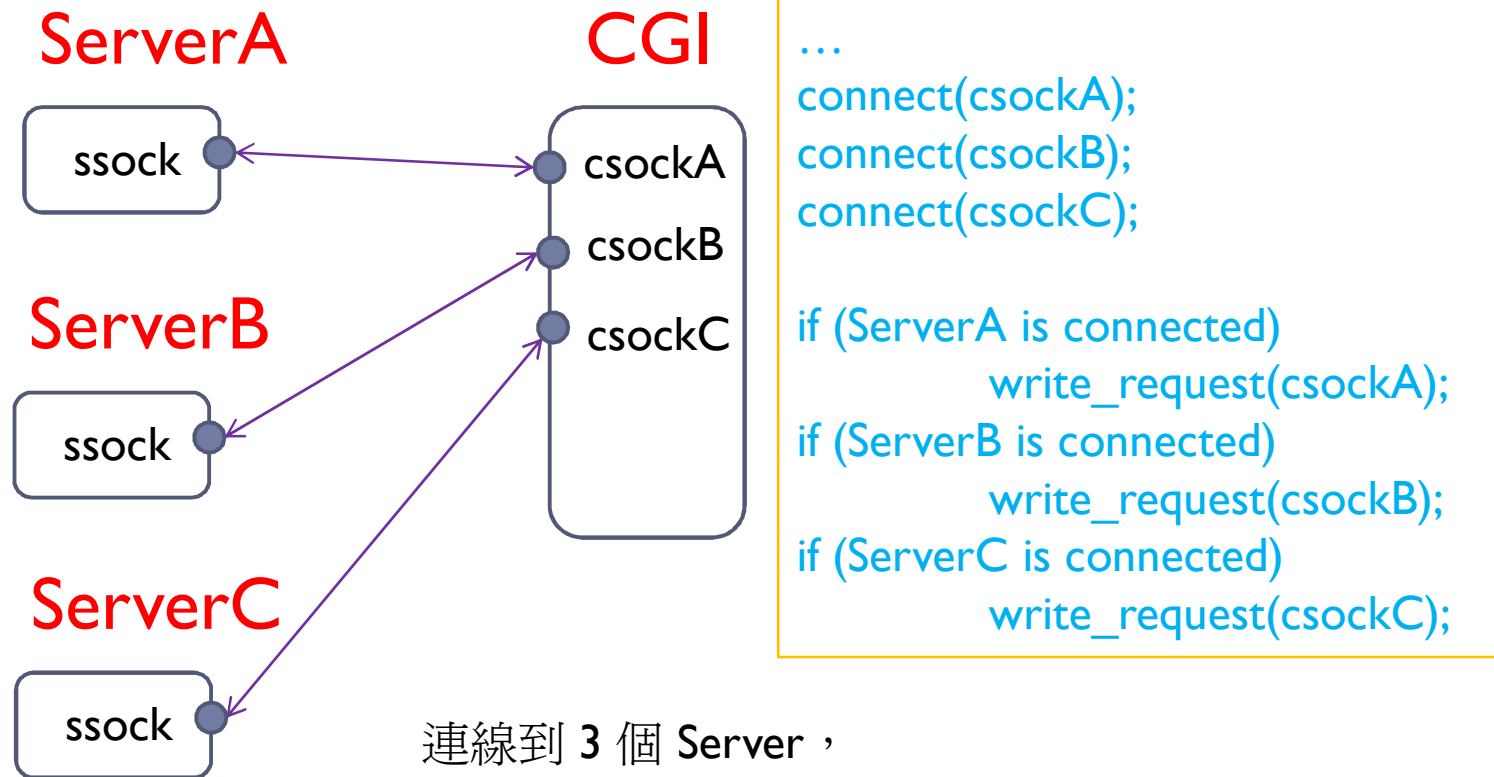 ServerA
ssock
ServerB
ssock
ServerC
ssock
CGI
csockA
csockB
csockC
…
connect(csockA);
connect(csockB);
connect(csockC);
if (ServerA is connected)
write_request(csockA);
if (ServerB is connected)
write_request(csockB);
if (ServerC is connected)
write_request(csockC);
連線到 3 個 Server，